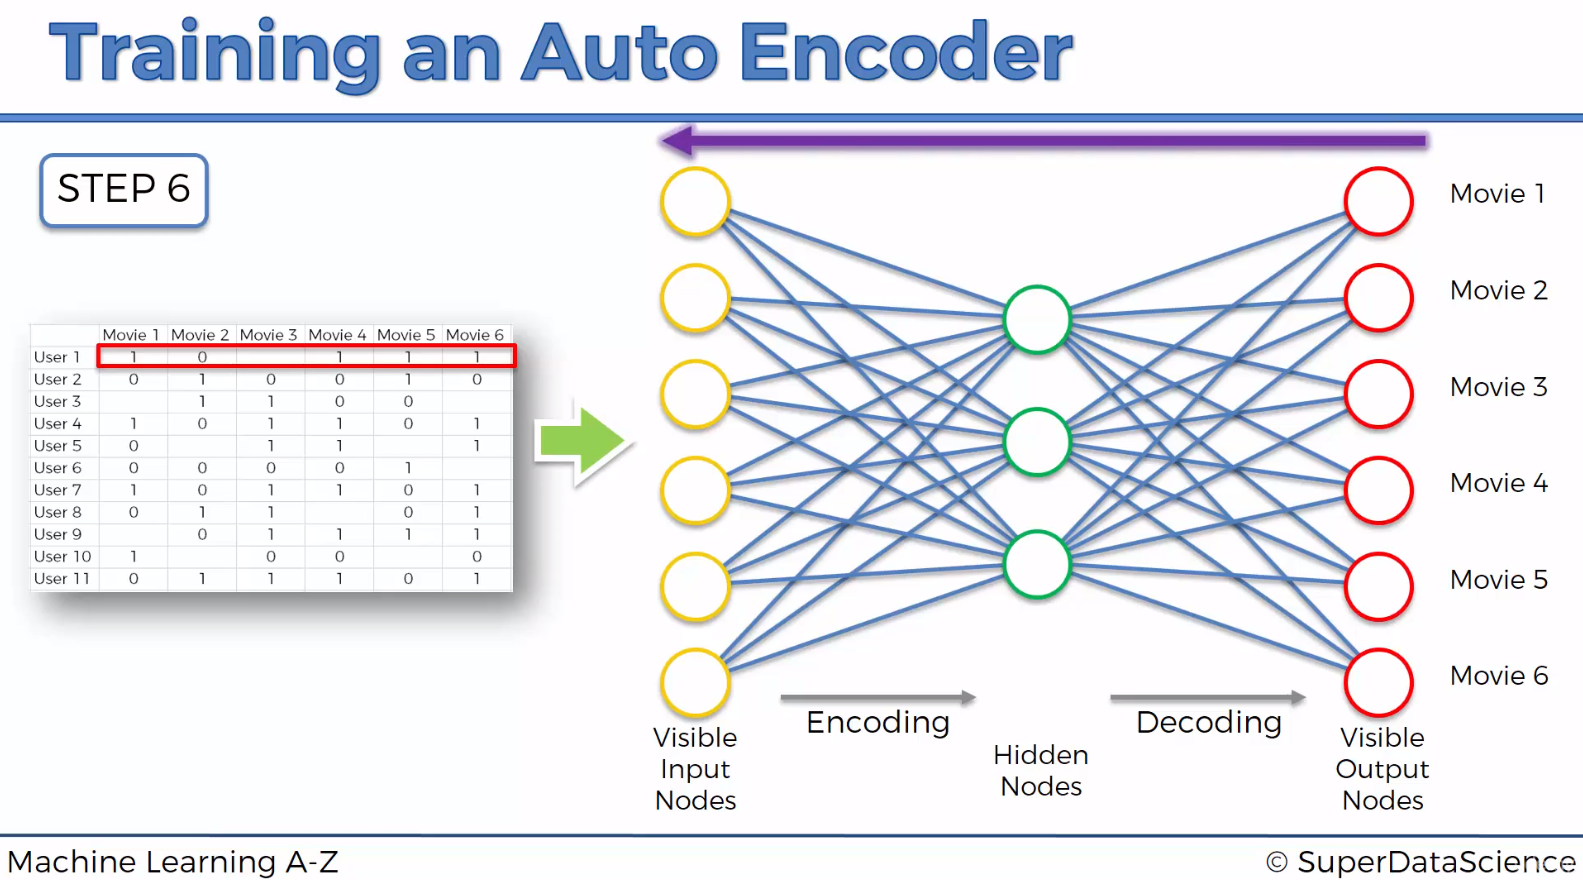 Training an Auto Encoder
STEP 6
Movie 1 Movie 2 Movie 3 Movie 4 Movie 5 Movie 6
User 1 1 0 1 1 1
User 2 0 1 0 0 1 0
User 3 1 1 0 0
User 4 1 0 1 1 0 1
User 5 0 1 1 1
User 6 0 0 0 0 1
User 7 1 0 1 1 0 1
User 8 0 1 1 0 1
User 9 0 1 1 1 1
User 10 1 0 0 0
User 11 0 1 1 1 0 1
Movie 1
Movie 2
Movie 3
Movie 4
Movie 5
Movie 6
Encoding
Decoding
Visible
Input
Nodes
Hidden
Nodes
Visible
Output
Nodes
Machine Learning A-Z
© SuperDataScience